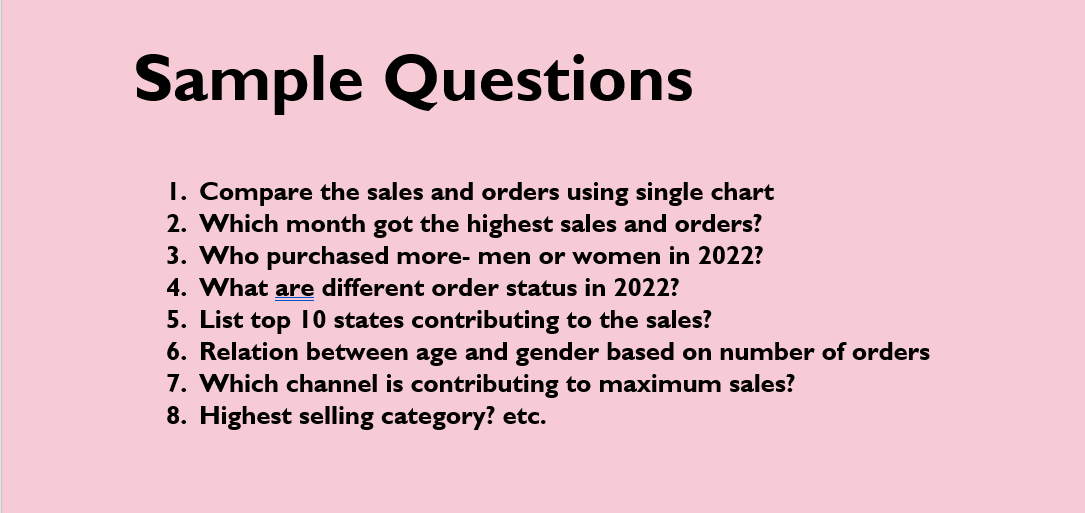 Sample Questions
1. Compare the sales and orders using single chart
2. Which month got the highest sales and orders?
3. Who purchased more- men or women in 2022?
4. What are different order status in 2022?
5. List top 10 states contributing to the sales?
6. Relation between age and gender based on number of orders
7. Which channel is contributing to maximum sales?
8. Highest selling category? etc.